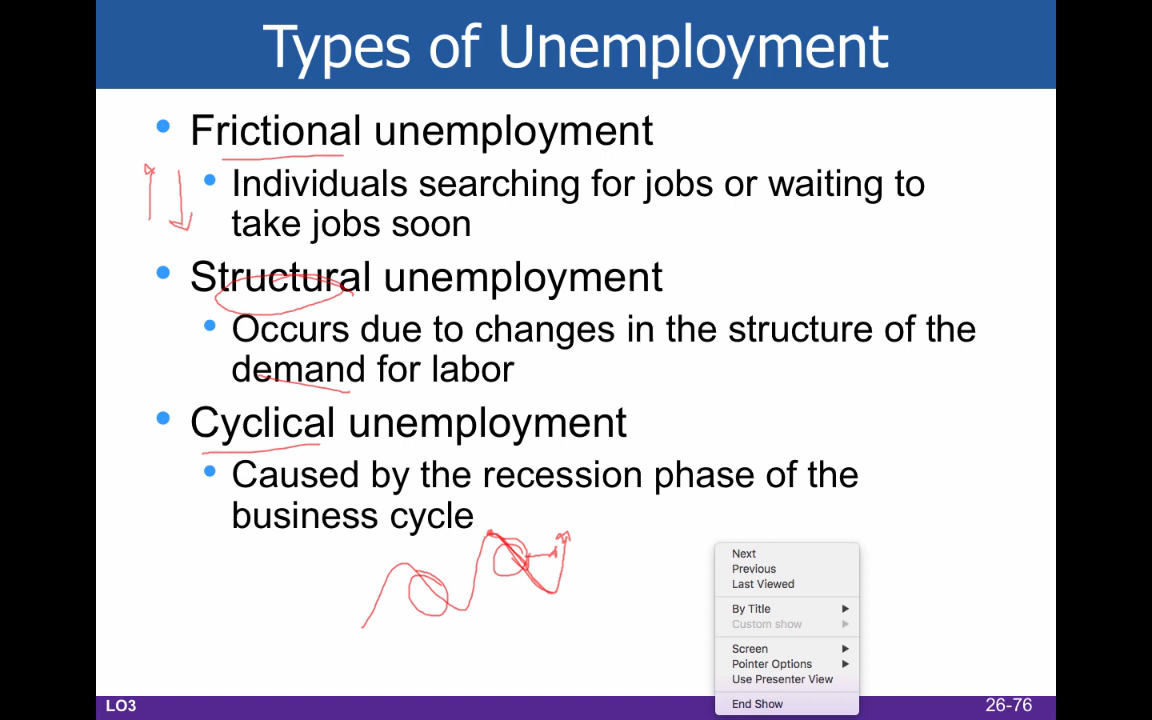 Types of Unemployment
• Frictional unemployment
• Individuals searching for jobs or waiting to
take jobs soon
• Structural unemployment
• Occurs due to changes in the structure of the
demand for labor
• Cyclical unemployment
• Caused by the recession phase of the
business cycle
Next
Previous
Last Viewed
By Title
Custom show
Screen
Pointer Options
Use Presenter View
End Show
LO3
26-76